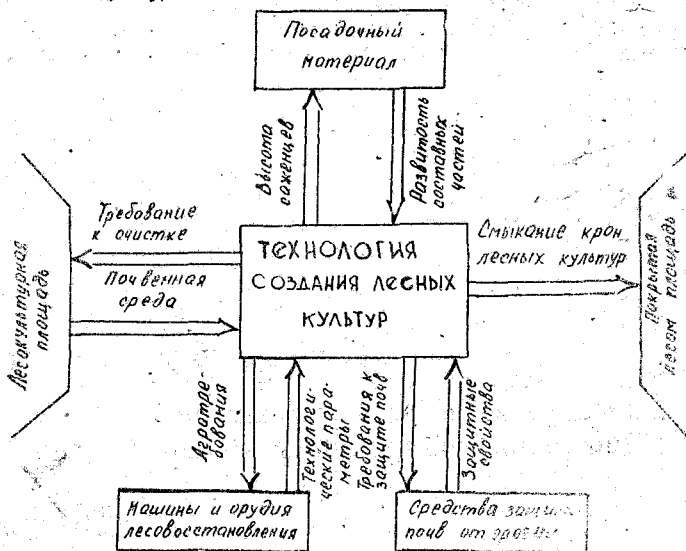 Посадочный
материал
Высота
саженцев
Развитость
составных
частей
Лесокультурная
площадь
Требование
к очистке
Почвенная
среда
ТЕХНОЛОГИЯ
СОЗДАНИЯ ЛЕСНЫХ
КУЛЬТУР
Смыкание крон
лесных культур
Покрытая
лесом площадь
Агротре-
бования
Технологи-
ческие пара-
метры
Требования к
защите почв
Защитные
свойства
Машины и орудия
лесовосстановления
Средства защиты
почв от эрозии